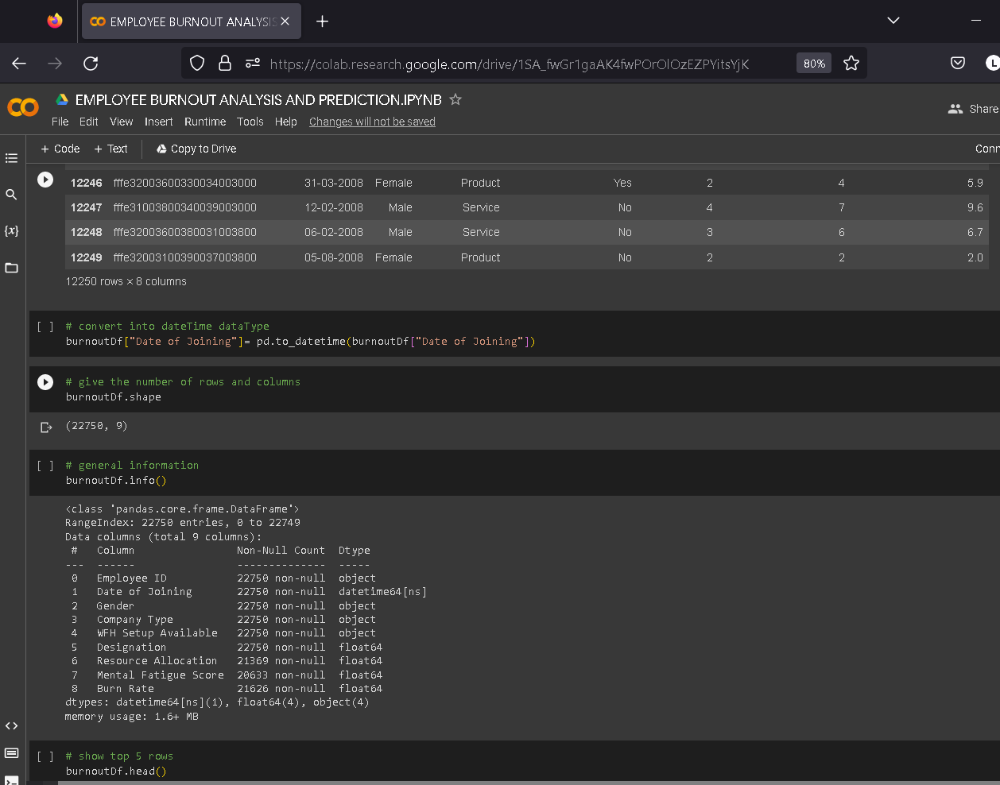 EMPLOYEE BURNOUT ANALYSIS
https://colab.research.google.com/drive/1SA_fwGr1gaAK4fwPOrOlOzEZPYitsYjK
80%
L
EMPLOYEE BURNOUT ANALYSIS AND PREDICTION.IPYNB
Share
File Edit View Insert Runtime Tools Help Changes will not be saved
+ Code + Text Copy to Drive
Conn
12246 fffe32003600330034003000 31-03-2008 Female Product Yes 2 4 5.9
12247 fffe31003800340039003000 12-02-2008 Male Service No 4 7 9.6
12248 fffe32003600380031003800 06-02-2008 Male Service No 3 6 6.7
12249 fffe32003100390037003800 05-08-2008 Female Product No 2 2 2.0
12250 rows × 8 columns
[ ] # convert into dateTime dataType
burnoutDf["Date of Joining"]= pd.to_datetime(burnoutDf["Date of Joining"])
# give the number of rows and columns
burnoutDf.shape
(22750, 9)
[ ] # general information
burnoutDf.info()
<class 'pandas.core.frame.DataFrame'>
RangeIndex: 22750 entries, 0 to 22749
Data columns (total 9 columns):
# Column Non-Null Count Dtype
--- ------ -------------- -----
0 Employee ID 22750 non-null object
1 Date of Joining 22750 non-null datetime64[ns]
2 Gender 22750 non-null object
3 Company Type 22750 non-null object
4 WFH Setup Available 22750 non-null object
5 Designation 22750 non-null float64
6 Resource Allocation 21369 non-null float64
7 Mental Fatigue Score 20633 non-null float64
8 Burn Rate 21626 non-null float64
dtypes: datetime64[ns](1), float64(4), object(4)
memory usage: 1.6+ MB
[ ] # show top 5 rows
burnoutDf.head()